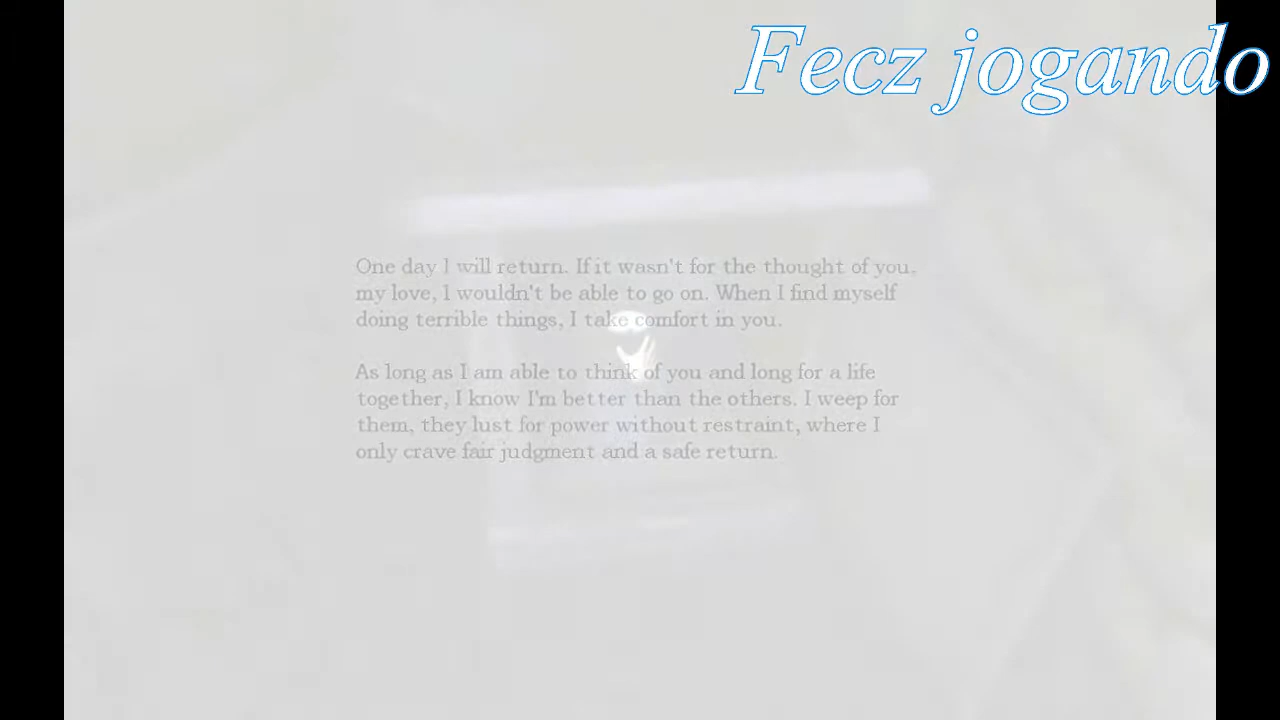 Fecz jogando
One day I will return. If it wasn't for the thought of you,
my love, I wouldn't be able to go on. When I find myself
doing terrible things, I take comfort in you.
As long as I am able to think of you and long for a life
together, I know I'm better than the others. I weep for
them, they lust for power without restraint, where I
only crave fair judgment and a safe return.